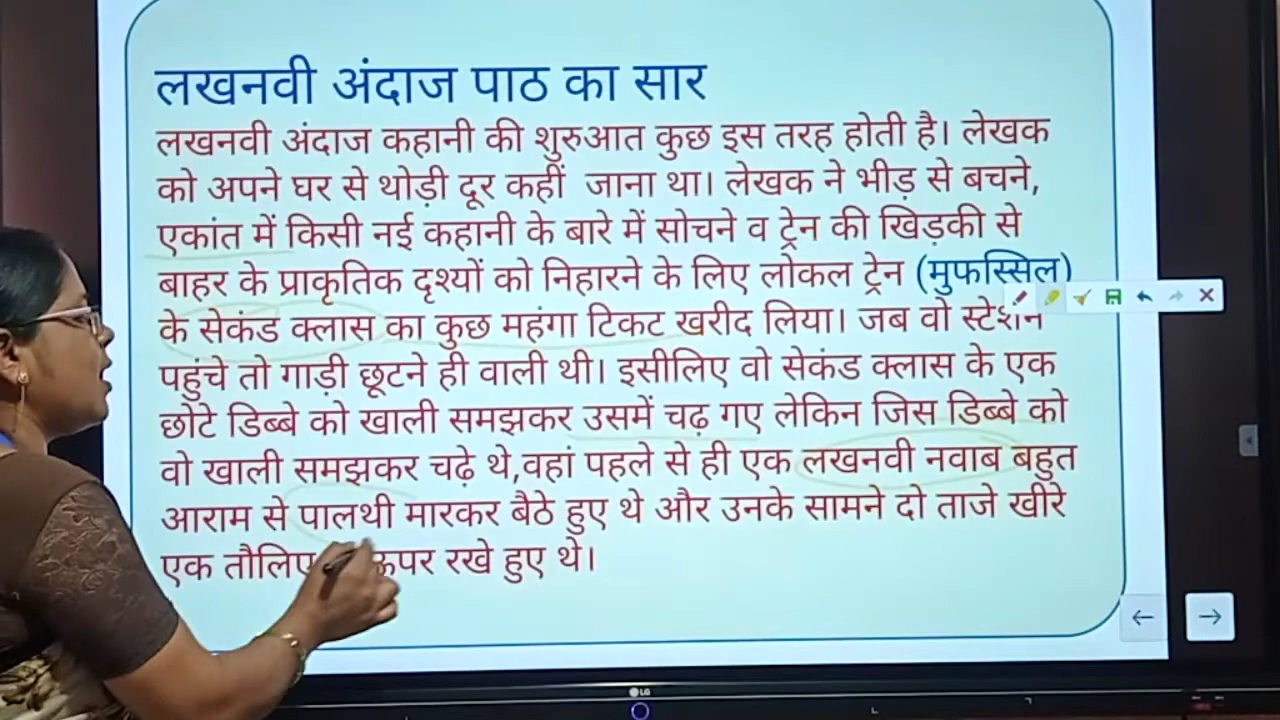 लखनवी अंदाज पाठ का सार
लखनवी अंदाज कहानी की शुरुआत कुछ इस तरह होती है। लेखक
को अपने घर से थोड़ी दूर कहीं जाना था। लेखक ने भीड़ से बचने,
एकांत में किसी नई कहानी के बारे में सोचने व ट्रेन की खिड़की से
बाहर के प्राकृतिक दृश्यों को निहारने के लिए लोकल ट्रेन (मुफस्सिल)
के सेकंड क्लास का कुछ महंगा टिकट खरीद लिया। जब वो स्टेशन
पहुंचे तो गाड़ी छूटने ही वाली थी। इसीलिए वो सेकंड क्लास के एक
छोटे डिब्बे को खाली समझकर उसमें चढ़ गए लेकिन जिस डिब्बे को
वो खाली समझकर चढ़े थे,वहां पहले से ही एक लखनवी नवाब बहुत
आराम से पालथी मारकर बैठे हुए थे और उनके सामने दो ताजे खीरे
एक तौलिए ऊपर रखे हुए थे।
LG